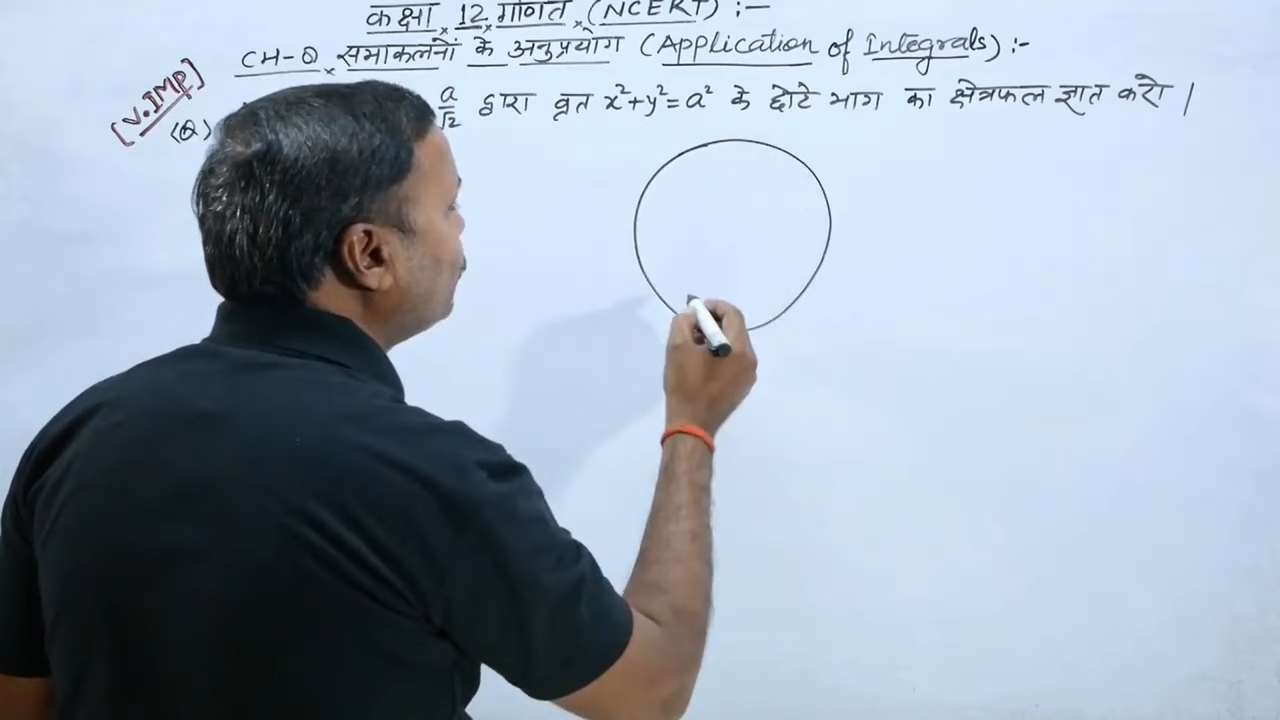 कक्षा 12 गणित (NCERT) :-
CH-8 समाकलनों के अनुप्रयोग (Application of Integrals) :-
[V.IMP]
(Q) a/√2 द्वारा वृत x²+y²=a² के छोटे भाग का क्षेत्रफल ज्ञात करो |